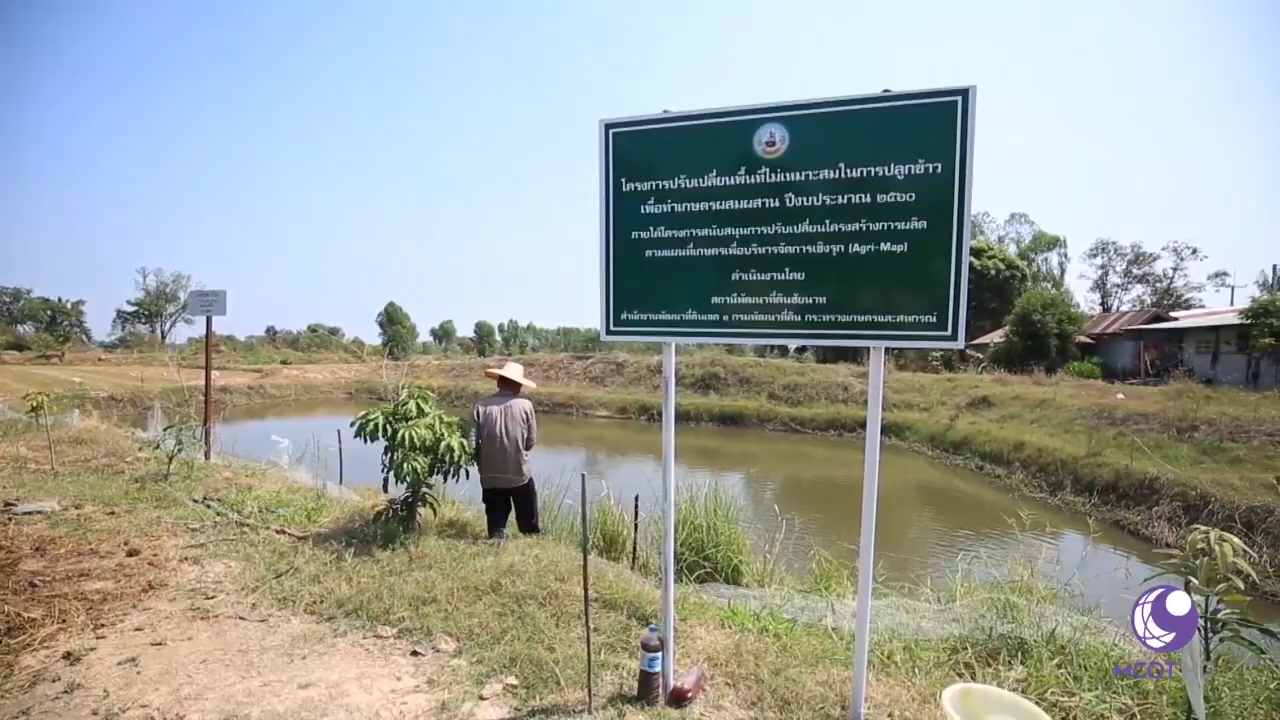 โครงการปรับเปลี่ยนพื้นที่ไม่เหมาะสมในการปลูกข้าว
เพื่อทำเกษตรผสมผสาน ปีงบประมาณ ๒๕๖๐
ภายใต้โครงการสนับสนุนการปรับเปลี่ยนโครงสร้างการผลิต
ตามแผนที่เกษตรเพื่อบริหารจัดการเชิงรุก (Agri-Map)
ดำเนินงานโดย
สถานีพัฒนาที่ดินชัยนาท
สำนักงานพัฒนาที่ดินเขต ๑ กรมพัฒนาที่ดิน กระทรวงเกษตรและสหกรณ์
MCOT